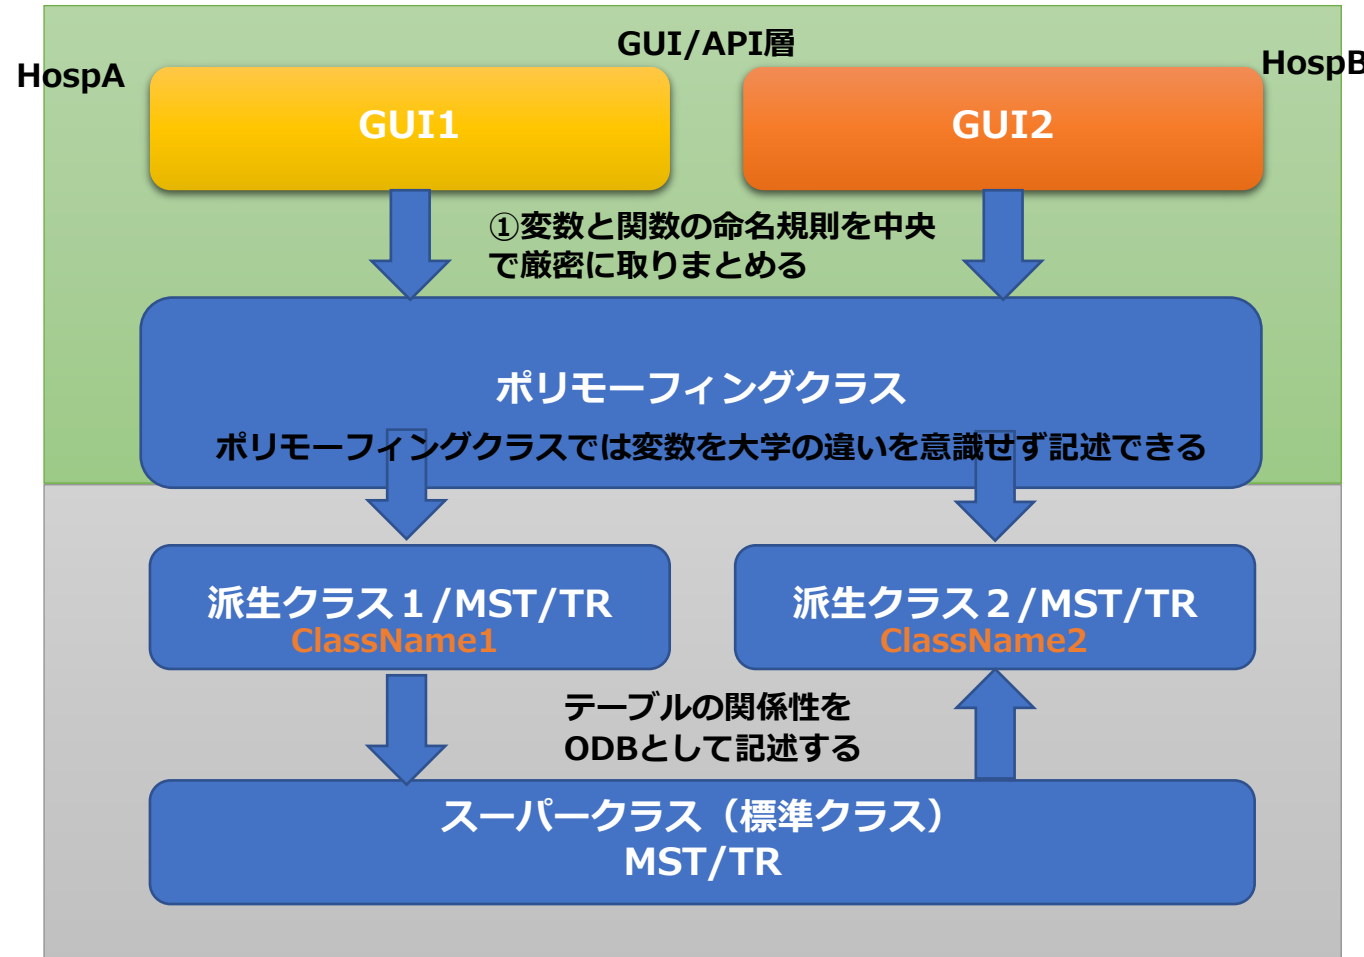 GUI/API層
HospA
HospB
GUI1
GUI2
①変数と関数の命名規則を中央
で厳密に取りまとめる
ポリモーフィングクラス
ポリモーフィングクラスでは変数を大学の違いを意識せず記述できる
派生クラス１/MST/TR
ClassName1
派生クラス２/MST/TR
ClassName2
テーブルの関係性を
ODBとして記述する
スーパークラス（標準クラス）
MST/TR